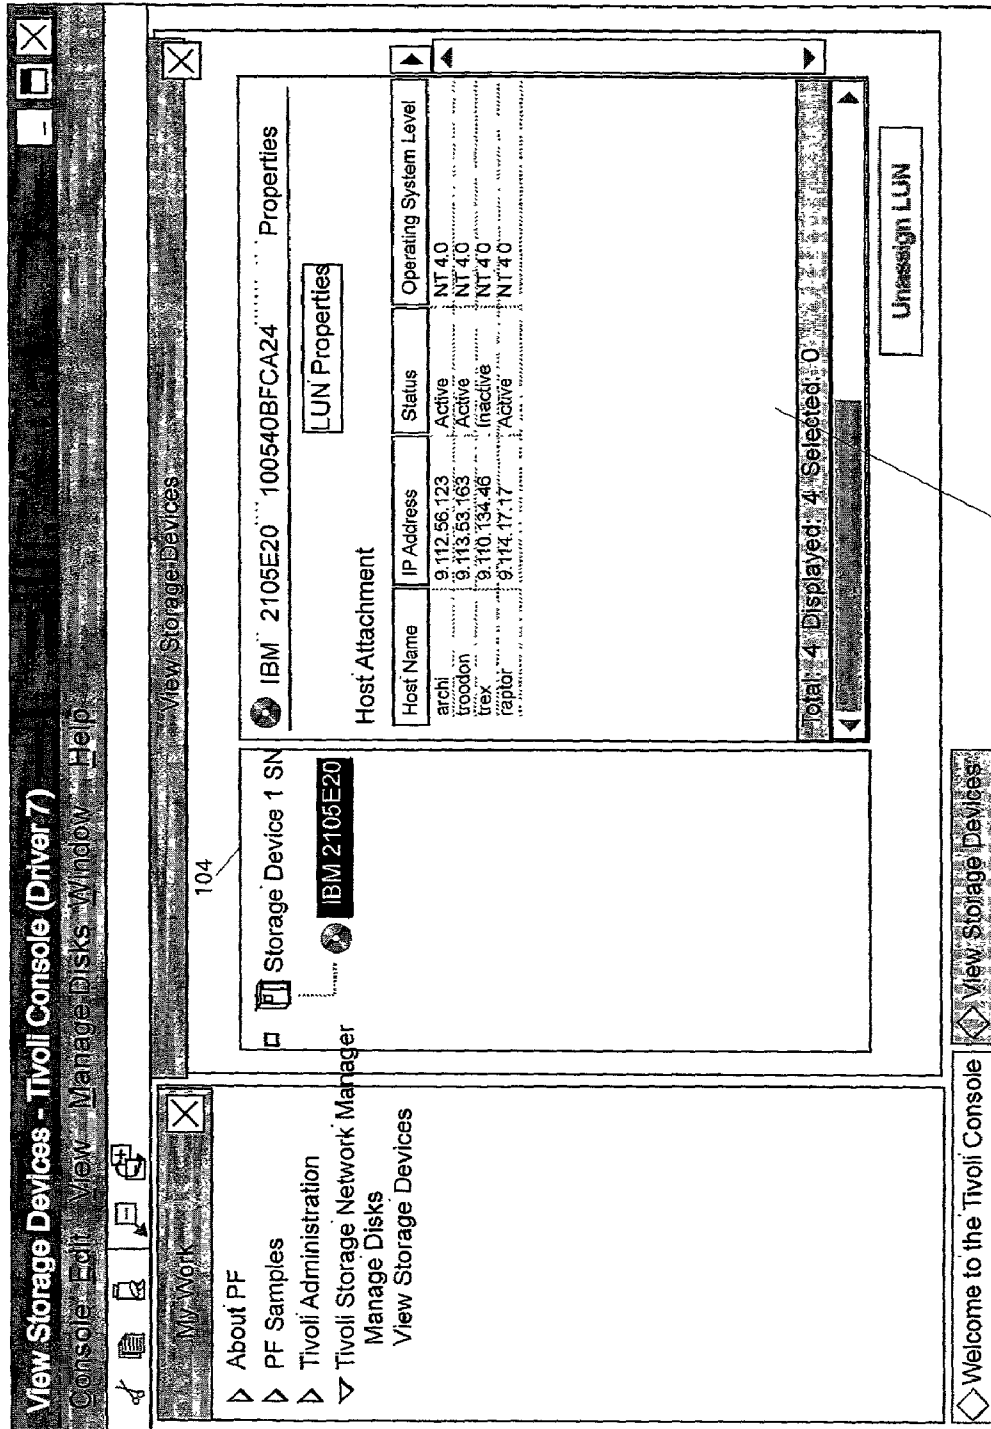 View Storage Devices - Tivoli Console (Driver 7)
Console Edit View Manage Disks Window Help
My Work
About PF
PF Samples
Tivoli Administration
Tivoli Storage Network Manager
Manage Disks
View Storage Devices
View Storage Devices
104
Storage Device 1 SN
IBM 2105E20
IBM 2105E20 100540BFCA24 Properties
LUN Properties
Host Attachment
Host Name IP Address Status Operating System Level
archi 9.112.56.123 Active NT 4.0
troodon 9.113.53.163 Active NT 4.0
trex 9.110.134.46 Inactive NT 4.0
raptor 9.114.17.17 Active NT 4.0
Total: 4 Displayed: 4 Selected: 0
Unassign LUN
Welcome to the Tivoli Console
View Storage Devices